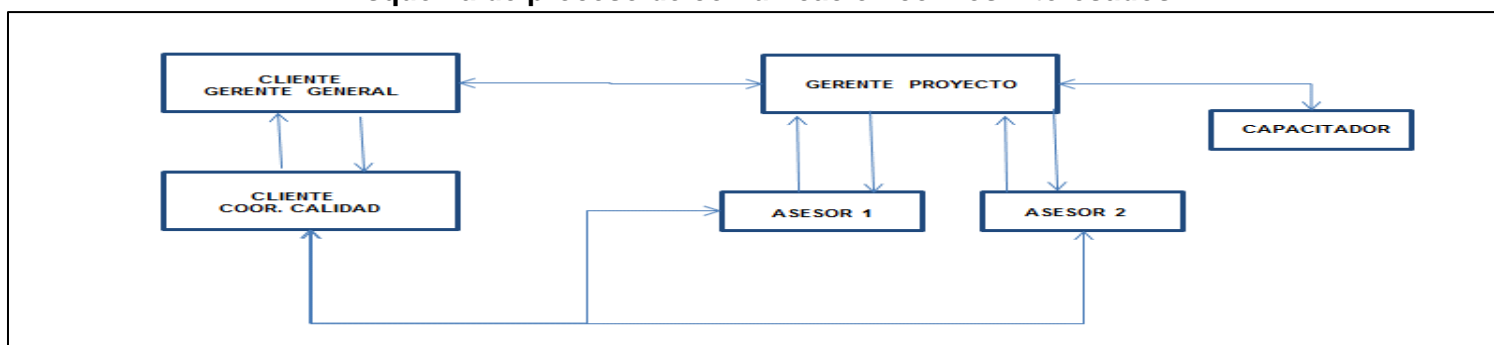 CLIENTE
GERENTE GENERAL
GERENTE PROYECTO
CAPACITADOR
CLIENTE
COOR. CALIDAD
ASESOR 1
ASESOR 2